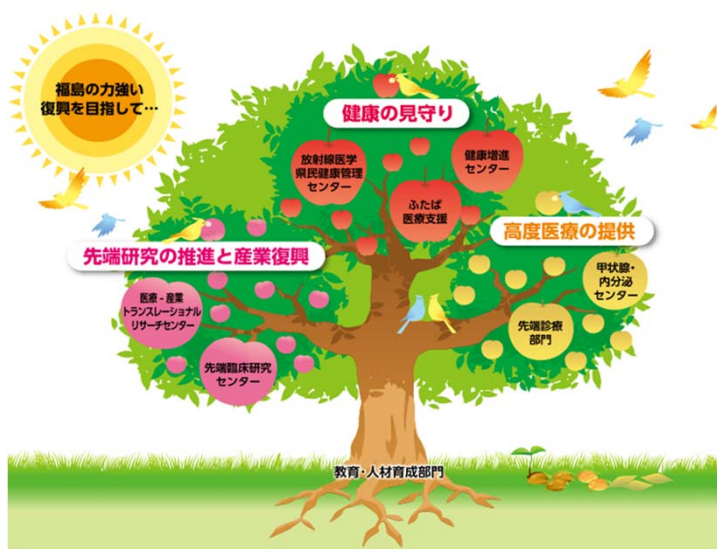 福島の力強い
復興を目指して…
健康の見守り
放射線医学
県民健康管理
センター
健康増進
センター
ふたば
医療支援
先端研究の推進と産業復興
高度医療の提供
医療-産業
トランスレーショナル
リサーチセンター
先端臨床研究
センター
甲状腺・
内分泌
センター
先端診療
部門
教育・人材育成部門